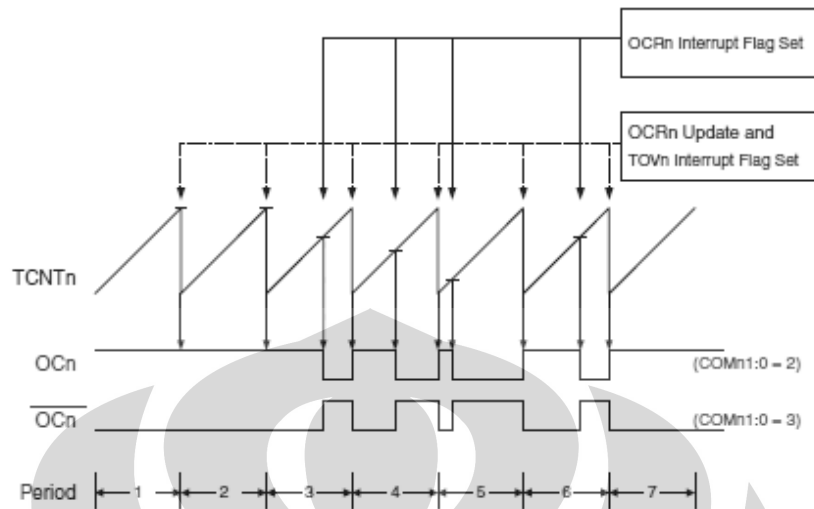 OCRn Interrupt Flag Set
OCRn Update and
TOVn Interrupt Flag Set
TCNTn
OCn
(COMn1:0 = 2)
OCn
(COMn1:0 = 3)
Period
1
2
3
4
5
6
7